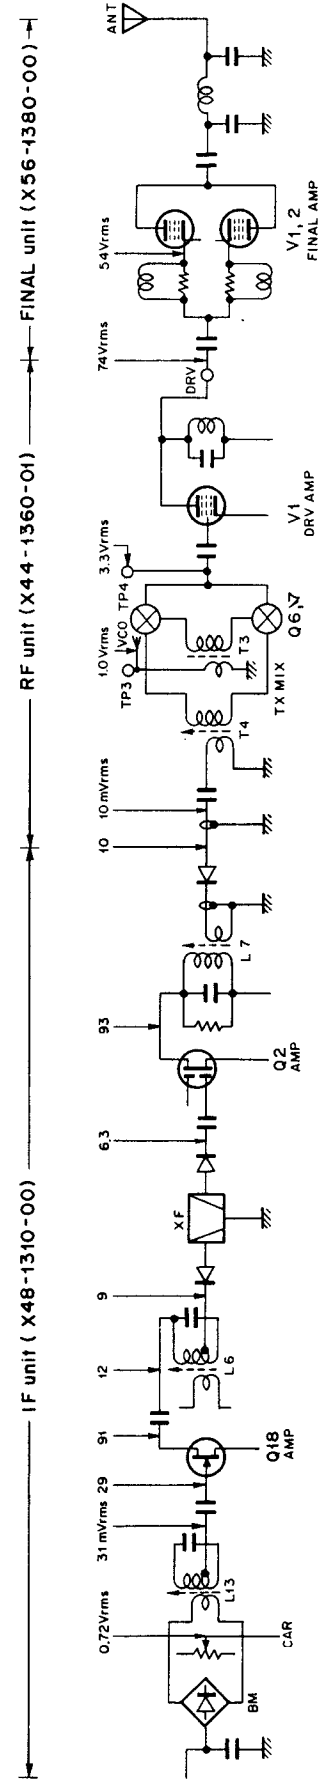 IF unit ( X48-1310-00)
RF unit (X44-1360-01)
FINAL unit (X56-1380-00)
0.72Vrms
31mVrms
29
91
12
9
6.3
93
10
10mVrms
TP3
1.0Vrms
VCO
TP4
3.3Vrms
74Vrms
54Vrms
ANT
BM
CAR
L13
Q18
AMP
L6
XF
Q2
AMP
L7
T4
TX MIX
T3
Q6,7
V1
DRV AMP
DRV
V1, 2
FINAL AMP